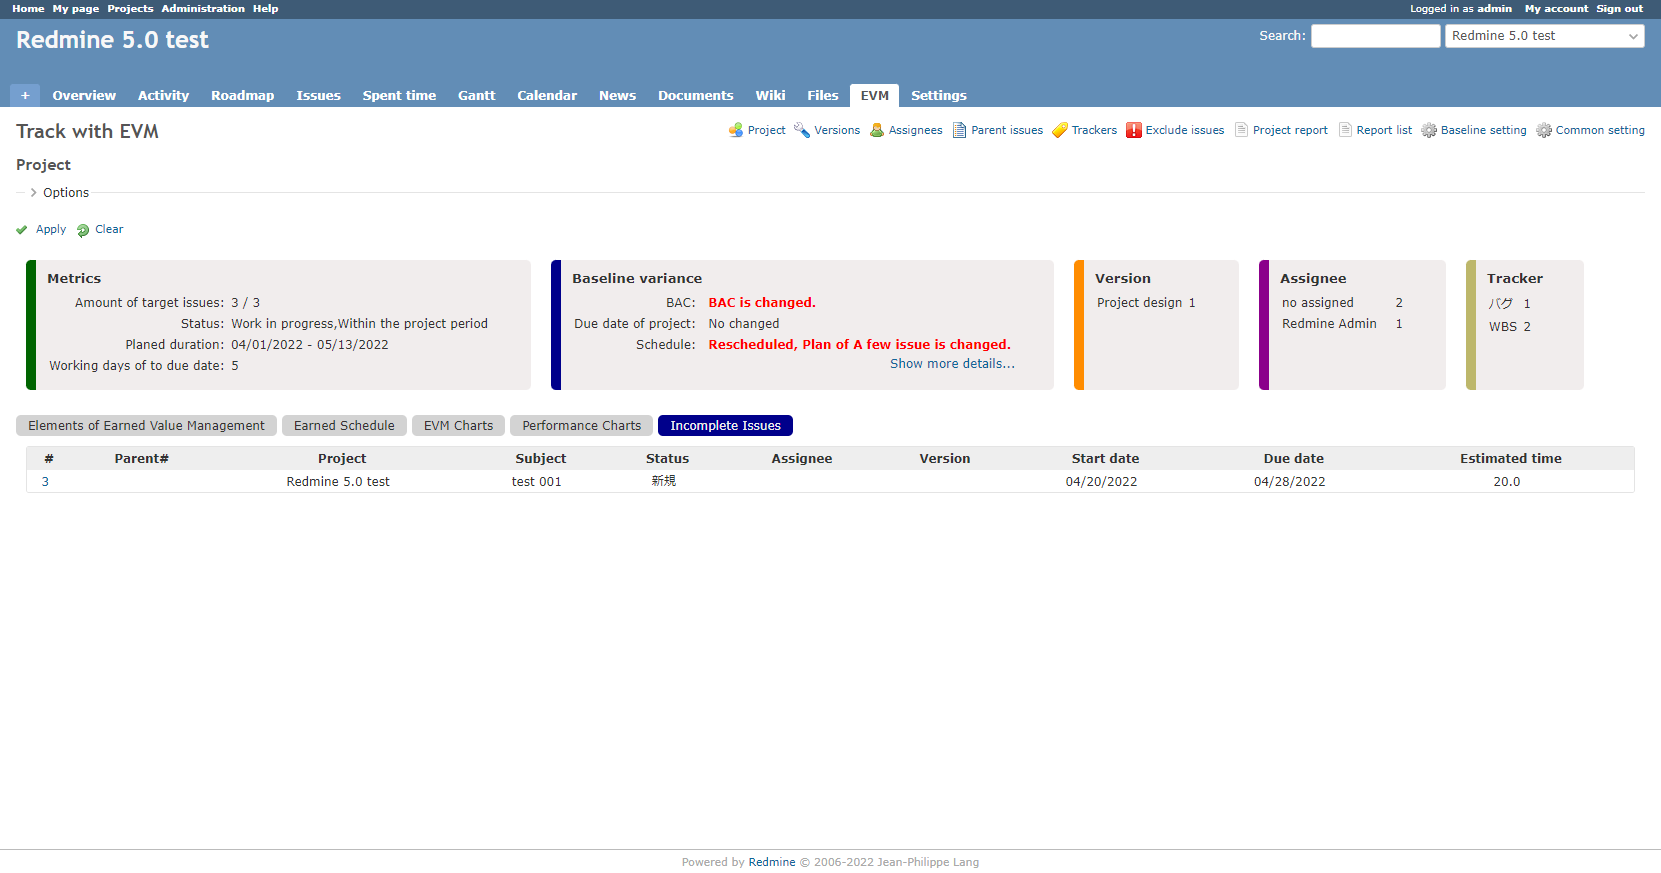 Home My page Projects Administration Help Logged in as admin My account Sign out
Redmine 5.0 test Search: Redmine 5.0 test
+ Overview Activity Roadmap Issues Spent time Gantt Calendar News Documents Wiki Files EVM Settings
Track with EVM Project Versions Assignees Parent issues Trackers Exclude issues Project report Report list Baseline setting Common setting
Project
Options
Apply Clear
Metrics
Amount of target issues: 3 / 3
Status: Work in progress,Within the project period
Planed duration: 04/01/2022 - 05/13/2022
Working days of to due date: 5
Baseline variance
BAC: BAC is changed.
Due date of project: No changed
Schedule: Rescheduled, Plan of A few issue is changed.
Show more details...
Version
Project design 1
Assignee
no assigned 2
Redmine Admin 1
Tracker
バグ 1
WBS 2
Elements of Earned Value Management Earned Schedule EVM Charts Performance Charts Incomplete Issues
# Parent# Project Subject Status Assignee Version Start date Due date Estimated time
3 Redmine 5.0 test test 001 新規 04/20/2022 04/28/2022 20.0
Powered by Redmine © 2006-2022 Jean-Philippe Lang